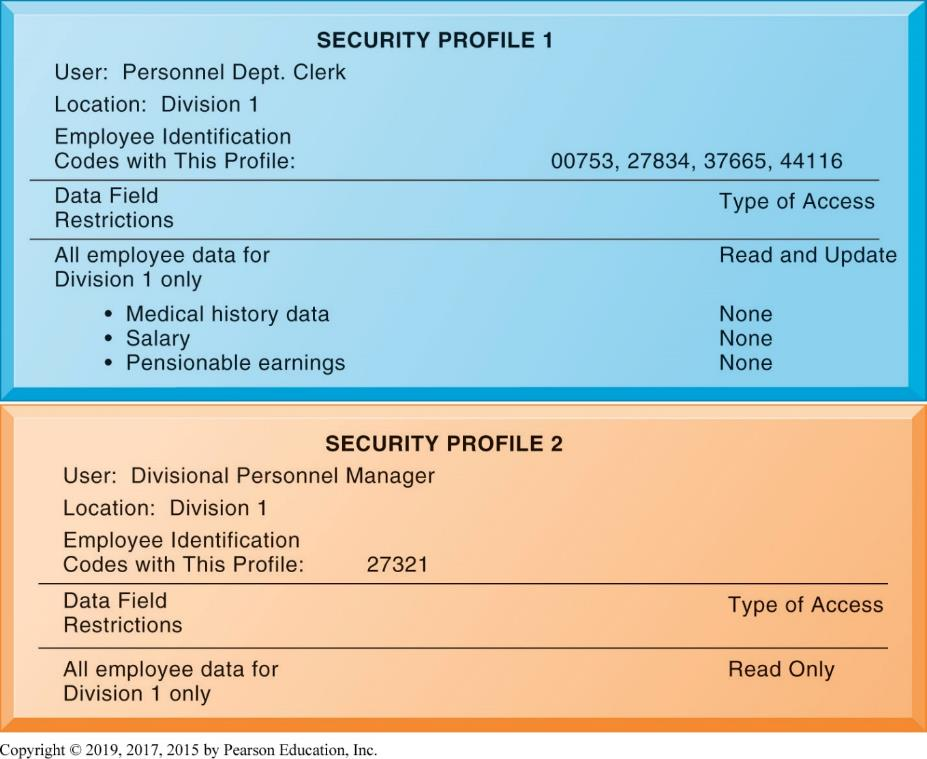 SECURITY PROFILE 1
User: Personnel Dept. Clerk
Location: Division 1
Employee Identification
Codes with This Profile: 00753, 27834, 37665, 44116
Data Field
Restrictions
Type of Access
All employee data for
Division 1 only
Read and Update
• Medical history data None
• Salary None
• Pensionable earnings None
SECURITY PROFILE 2
User: Divisional Personnel Manager
Location: Division 1
Employee Identification
Codes with This Profile: 27321
Data Field
Restrictions
Type of Access
All employee data for
Division 1 only
Read Only
Copyright © 2019, 2017, 2015 by Pearson Education, Inc.